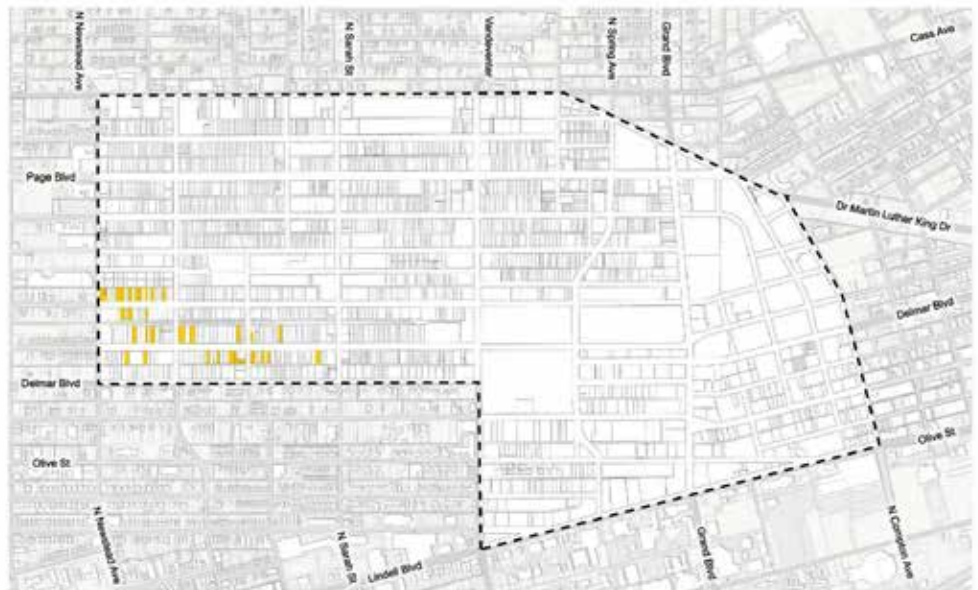 N Newstead Ave
N Sarah St
Vandeventer
N Spring Ave
Grand Blvd
Cass Ave
Page Blvd
Dr Martin Luther King Dr
Delmar Blvd
Delmar Blvd
Olive St
Olive St
N Newstead Ave
N Sarah St
Lindell Blvd
Grand Blvd
N Compton Ave